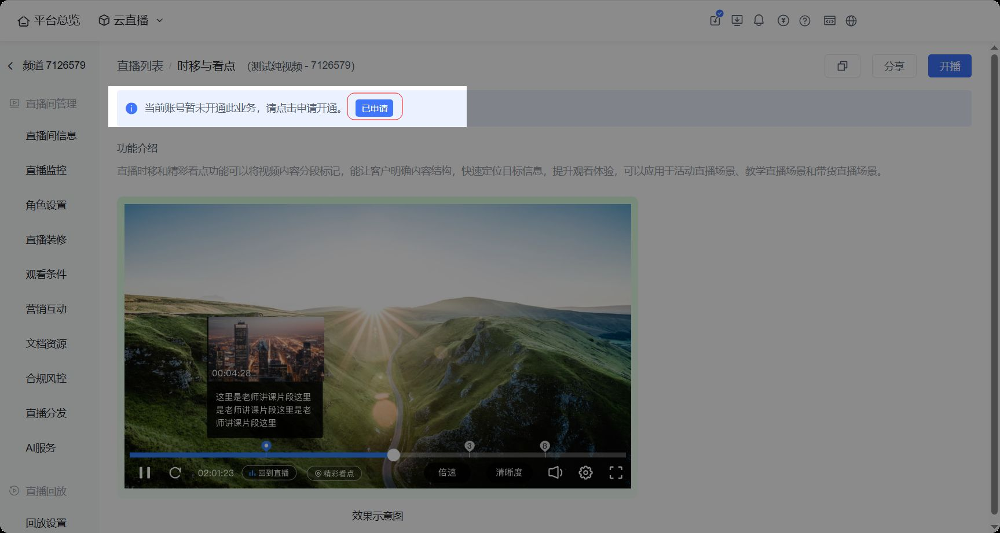 平台总览
云直播
频道 7126579
直播列表 / 时移与看点 （测试纯视频 - 7126579）
分享
开播
直播间管理
当前账号暂未开通此业务，请点击申请开通。
已申请
直播间信息
功能介绍
直播监控
直播时移和精彩看点功能可以将视频内容分段标记，能让客户明确内容结构，快速定位目标信息，提升观看体验，可以应用于活动直播场景、教学直播场景和带货直播场景。
角色设置
直播装修
观看条件
营销互动
文档资源
合规风控
直播分发
AI服务
直播回放
回放设置
00:04:28
这里是老师讲课片段这里
是老师讲课片段这里是老
师讲课片段这里
3
8
02:01:23
回到直播
精彩看点
倍速
清晰度
效果示意图